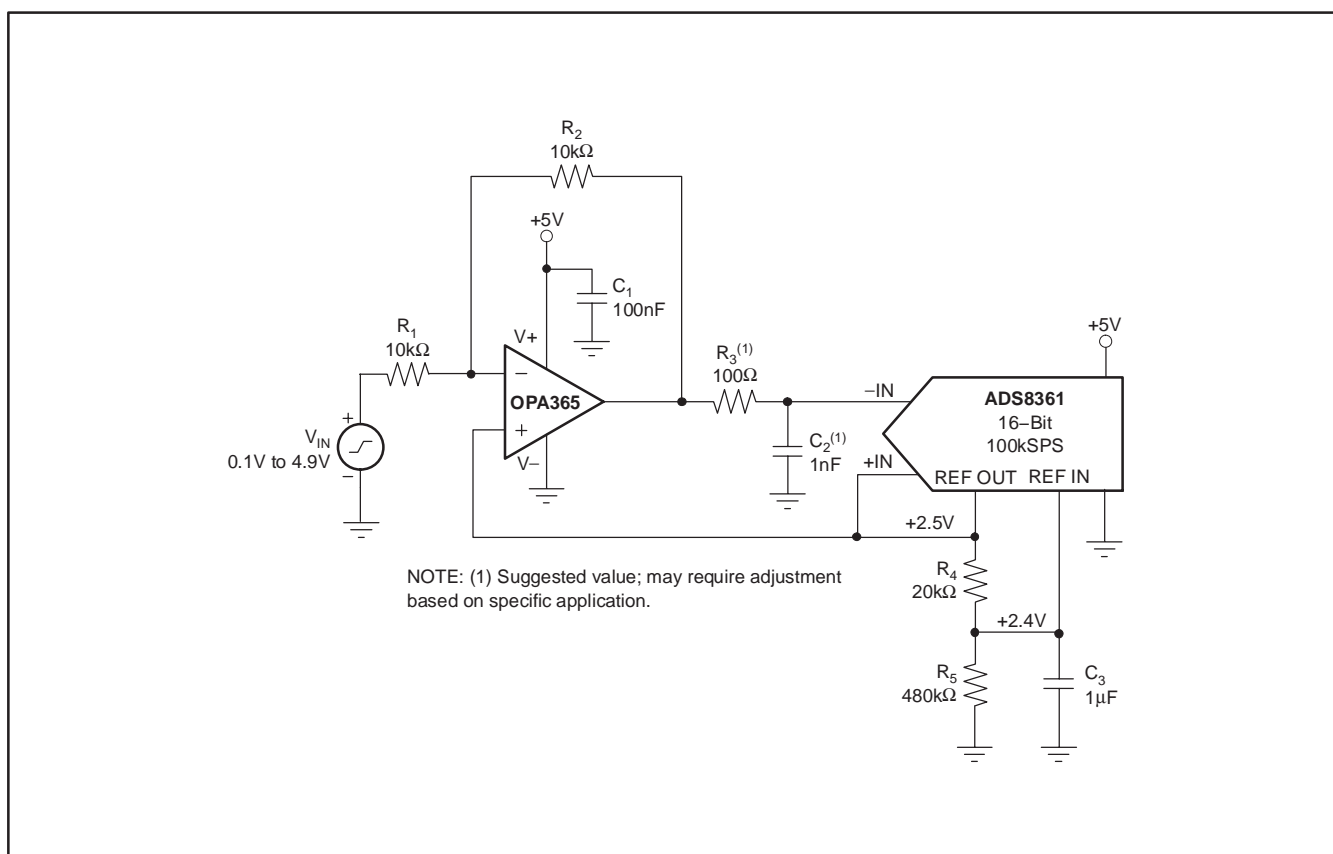 R2
10kΩ
+5V
C1
100nF
R1
10kΩ
V+
R3(1)
100Ω
+5V
−
OPA365
+
V−
−IN
ADS8361
16−Bit
100kSPS
+
VIN
0.1V to 4.9V
−
C2(1)
1nF
+IN
REF OUT
REF IN
+2.5V
NOTE: (1) Suggested value; may require adjustment
based on specific application.
R4
20kΩ
+2.4V
R5
480kΩ
C3
1μF